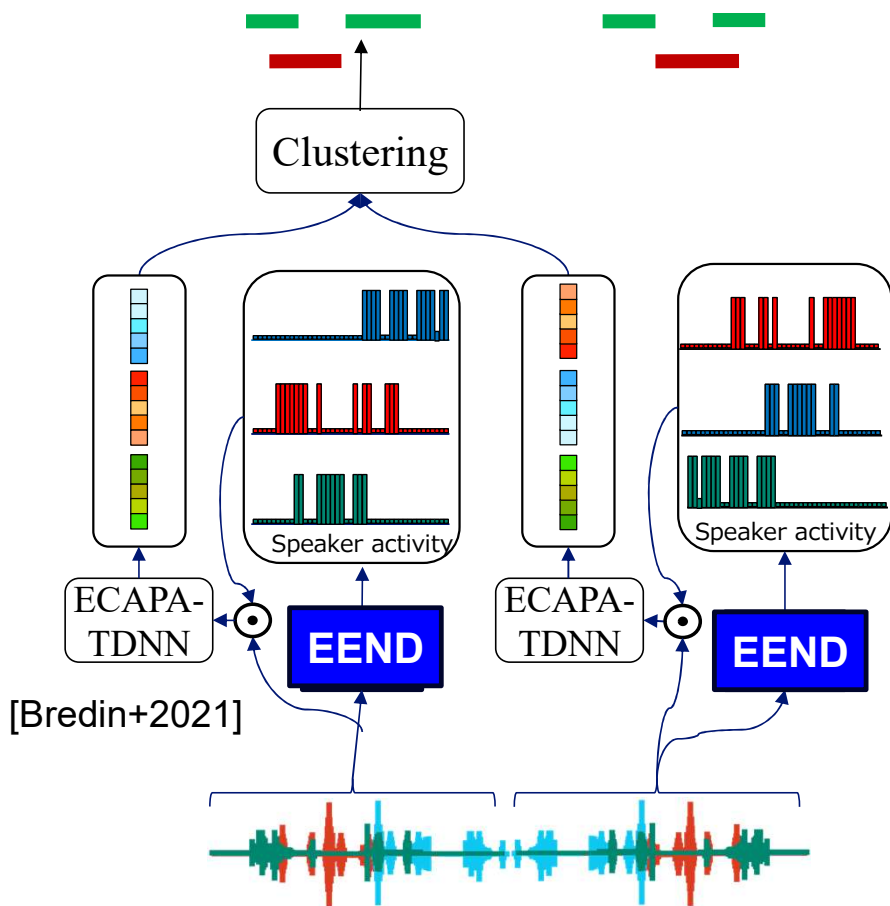 Clustering
Speaker activity
Speaker activity
ECAPA-
TDNN
EEND
ECAPA-
TDNN
EEND
[Bredin+2021]